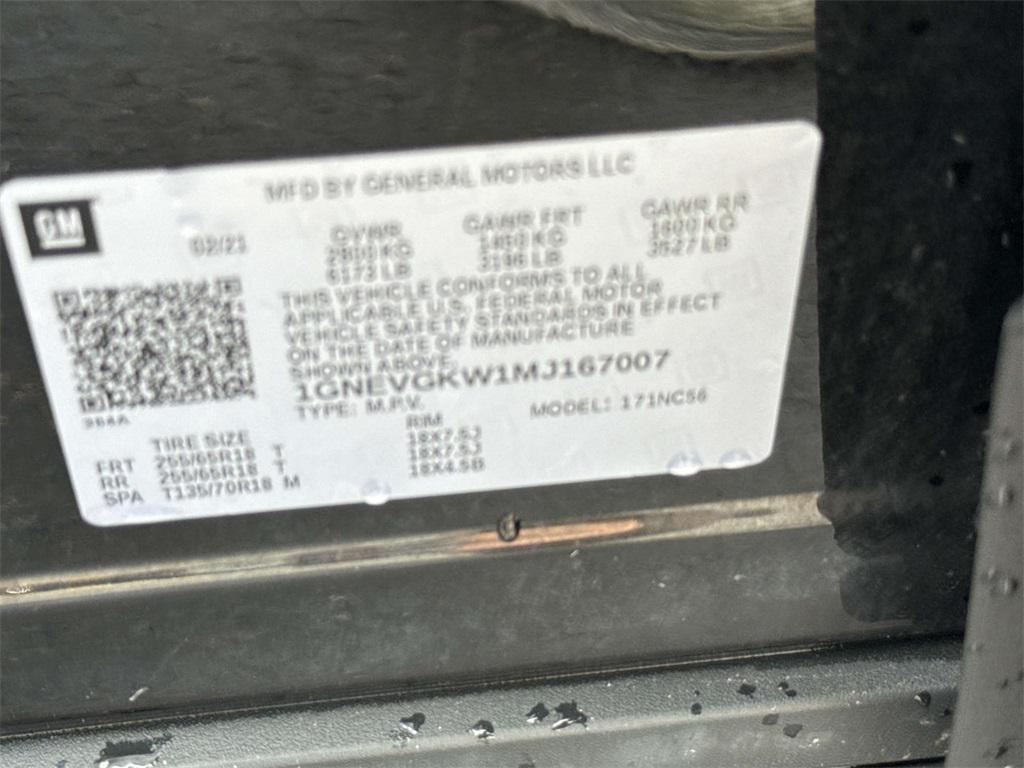 MFD BY GENERAL MOTORS LLC
GM
02/21 GVWR GAWR FRT GAWR RR
2800 KG 1450 KG 1600 KG
6173 LB 3196 LB 3527 LB
THIS VEHICLE CONFORMS TO ALL
APPLICABLE U.S. FEDERAL MOTOR
VEHICLE SAFETY STANDARDS IN EFFECT
ON THE DATE OF MANUFACTURE
SHOWN ABOVE.
1GNEVGKW1MJ167007
TYPE: M.P.V. MODEL: 171NC56
TIRE SIZE RIM
FRT 255/65R18 T 18X7.5J
RR 255/65R18 T 18X7.5J
SPA T135/70R18 M 18X4.5B